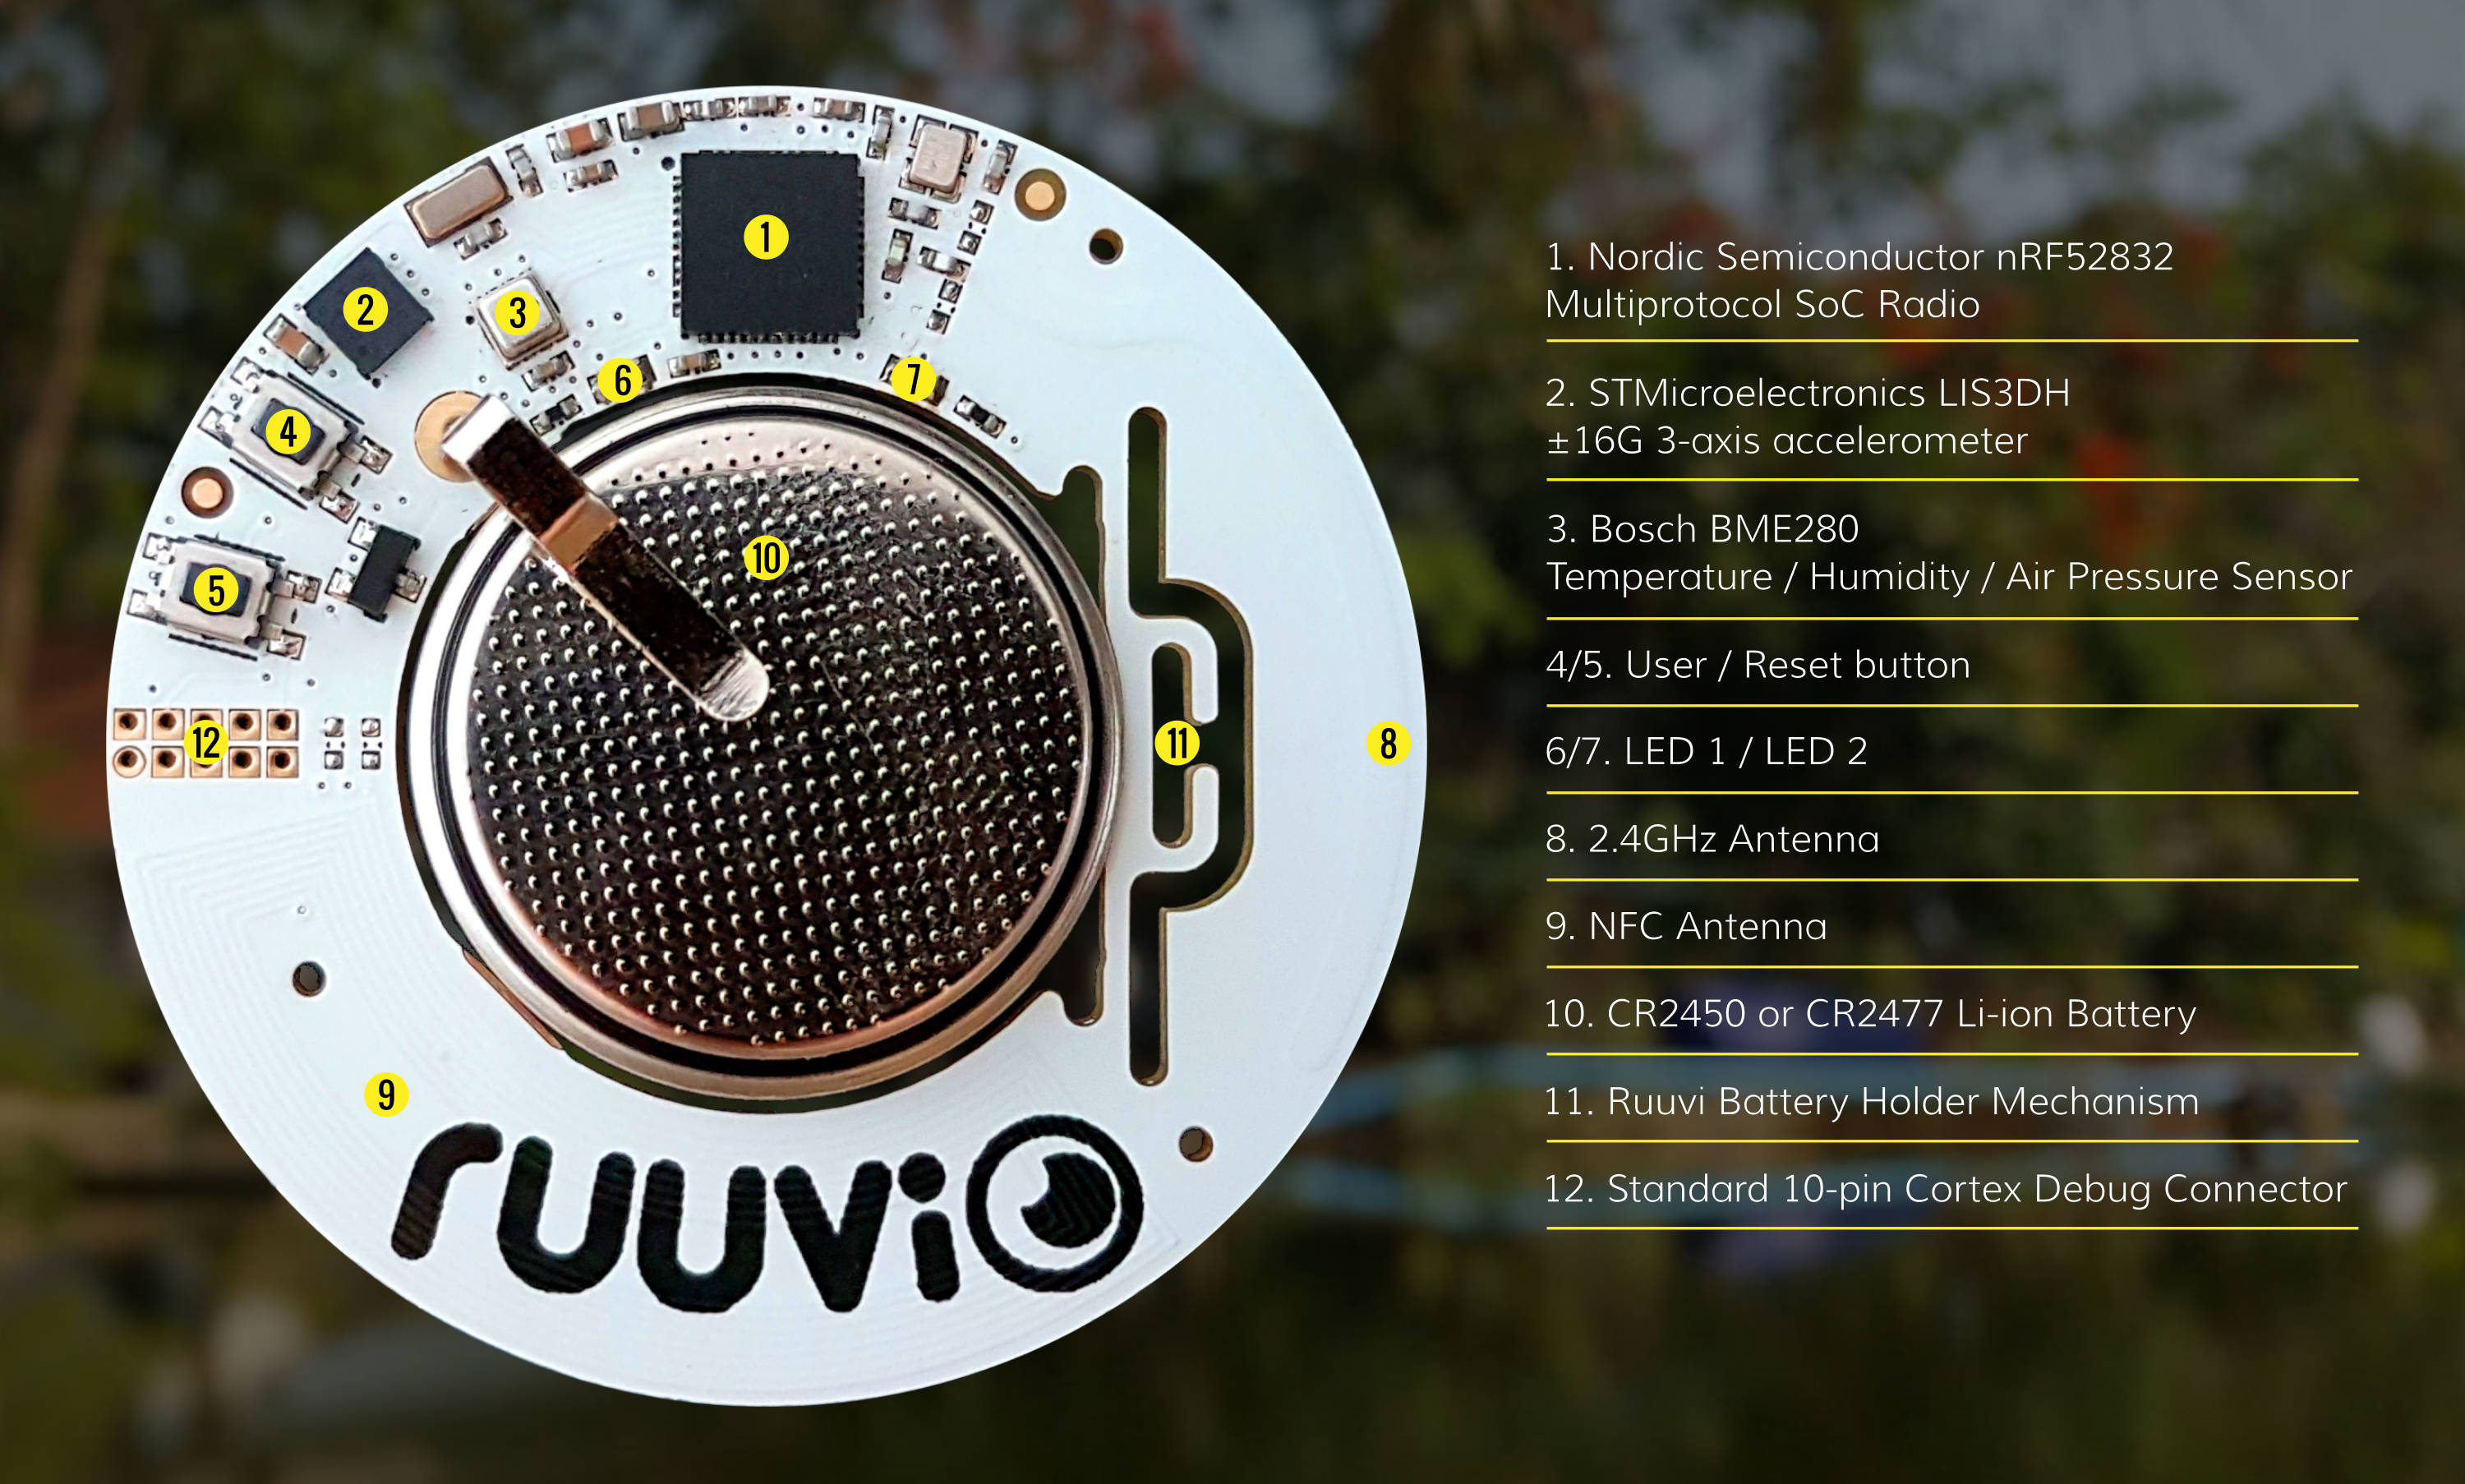 1
2
3
4
5
6
7
8
9
10
11
12
ruuvi
1. Nordic Semiconductor nRF52832
Multiprotocol SoC Radio
2. STMicroelectronics LIS3DH
±16G 3-axis accelerometer
3. Bosch BME280
Temperature / Humidity / Air Pressure Sensor
4/5. User / Reset button
6/7. LED 1 / LED 2
8. 2.4GHz Antenna
9. NFC Antenna
10. CR2450 or CR2477 Li-ion Battery
11. Ruuvi Battery Holder Mechanism
12. Standard 10-pin Cortex Debug Connector